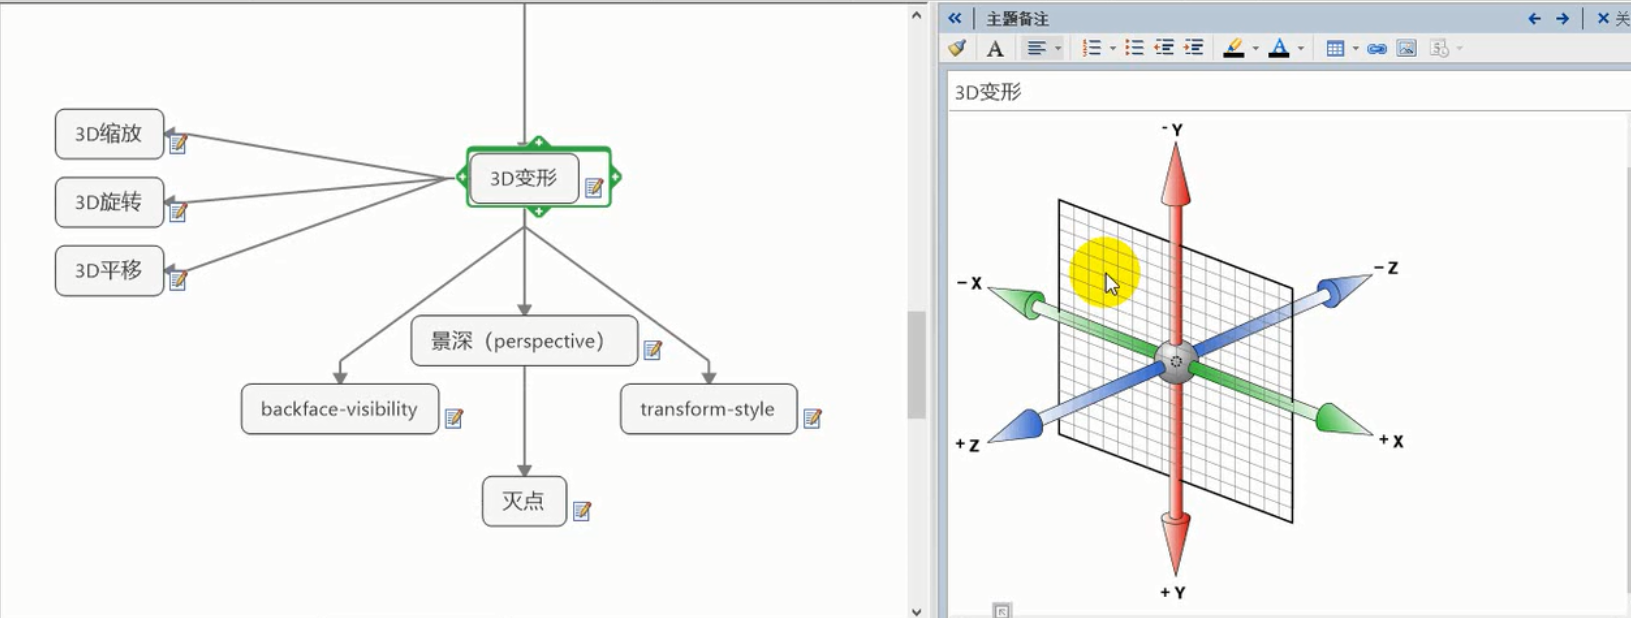 3D缩放
3D旋转
3D平移
3D变形
景深（perspective）
backface-visibility
transform-style
灭点
主题备注
关
A
A
3D变形
- Y
- X
- Z
+ Z
+ X
+ Y